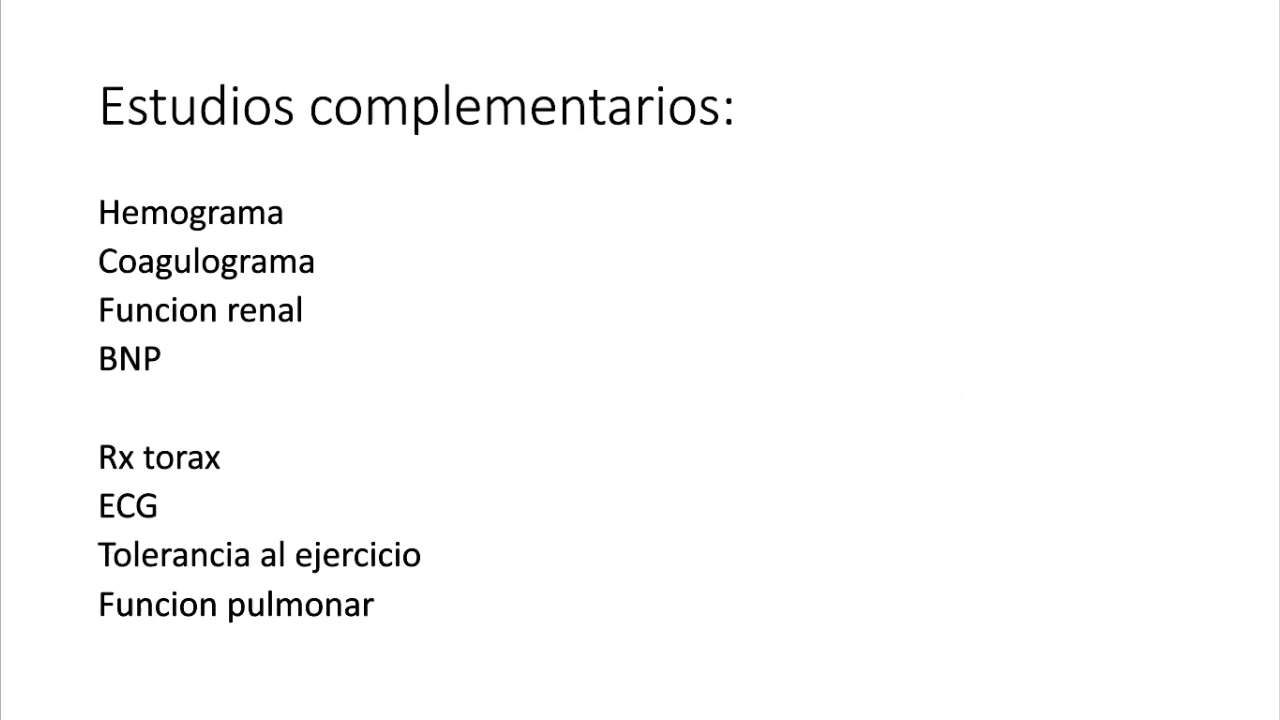 Estudios complementarios:
Hemograma
Coagulograma
Funcion renal
BNP
Rx torax
ECG
Tolerancia al ejercicio
Funcion pulmonar